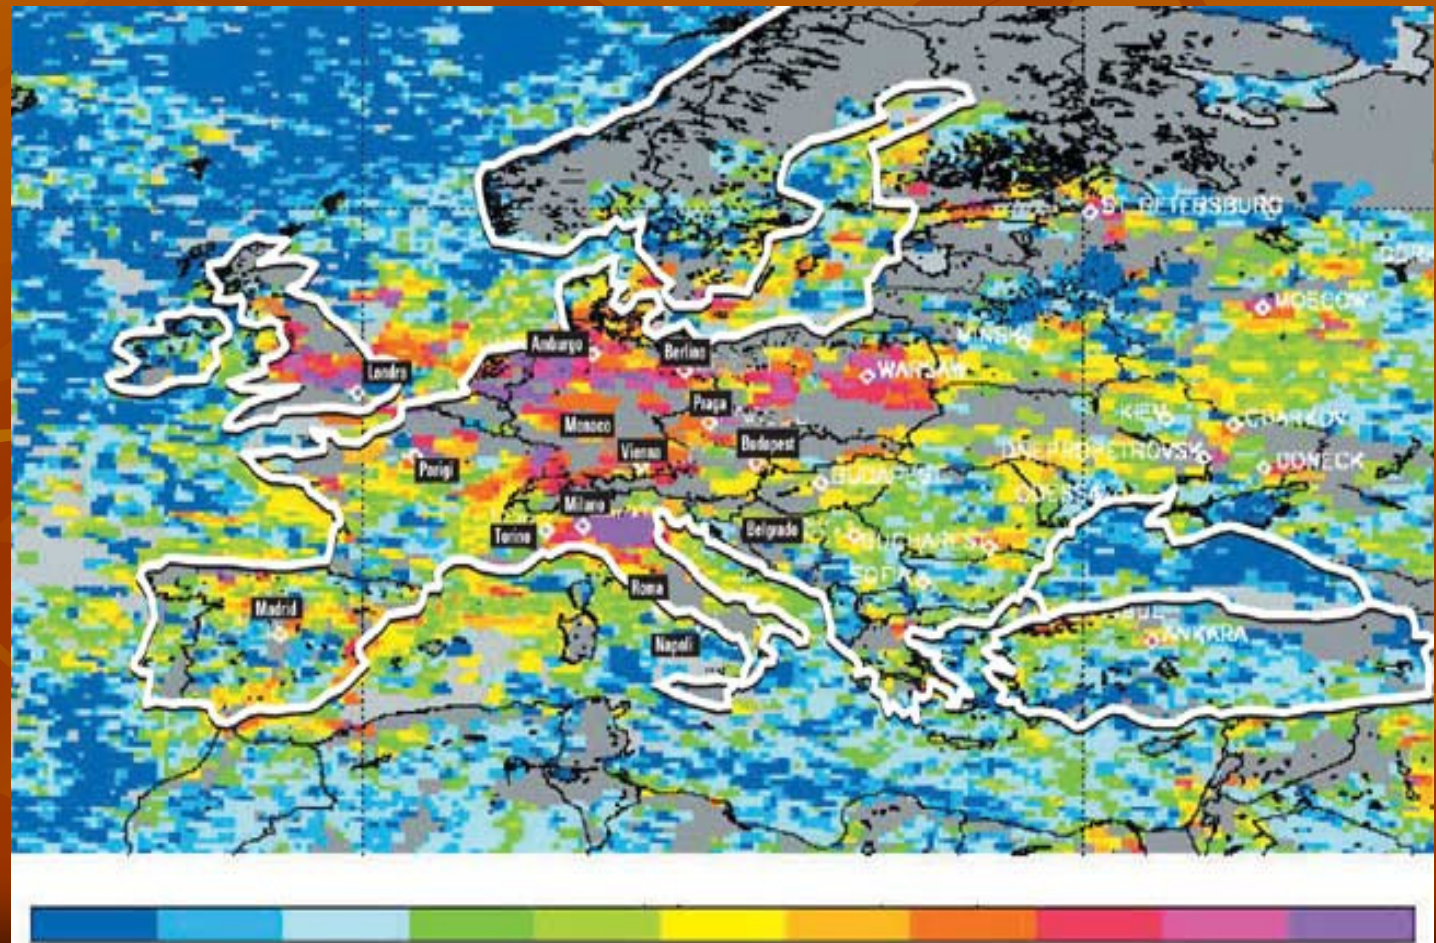 ST. PETERSBURG
MOSCOW
MINSK
Amburgo
Berlino
Londra
WARSAW
Praga
KIEV
CHARKOV
Monaco
Budapest
Vienna
DNEPROPETROVSK
DONECK
Parigi
BUDAPEST
ODESSA
Milano
Torino
Belgrado
BUCHAREST
SOFIA
Roma
Madrid
ANKARA
Napoli